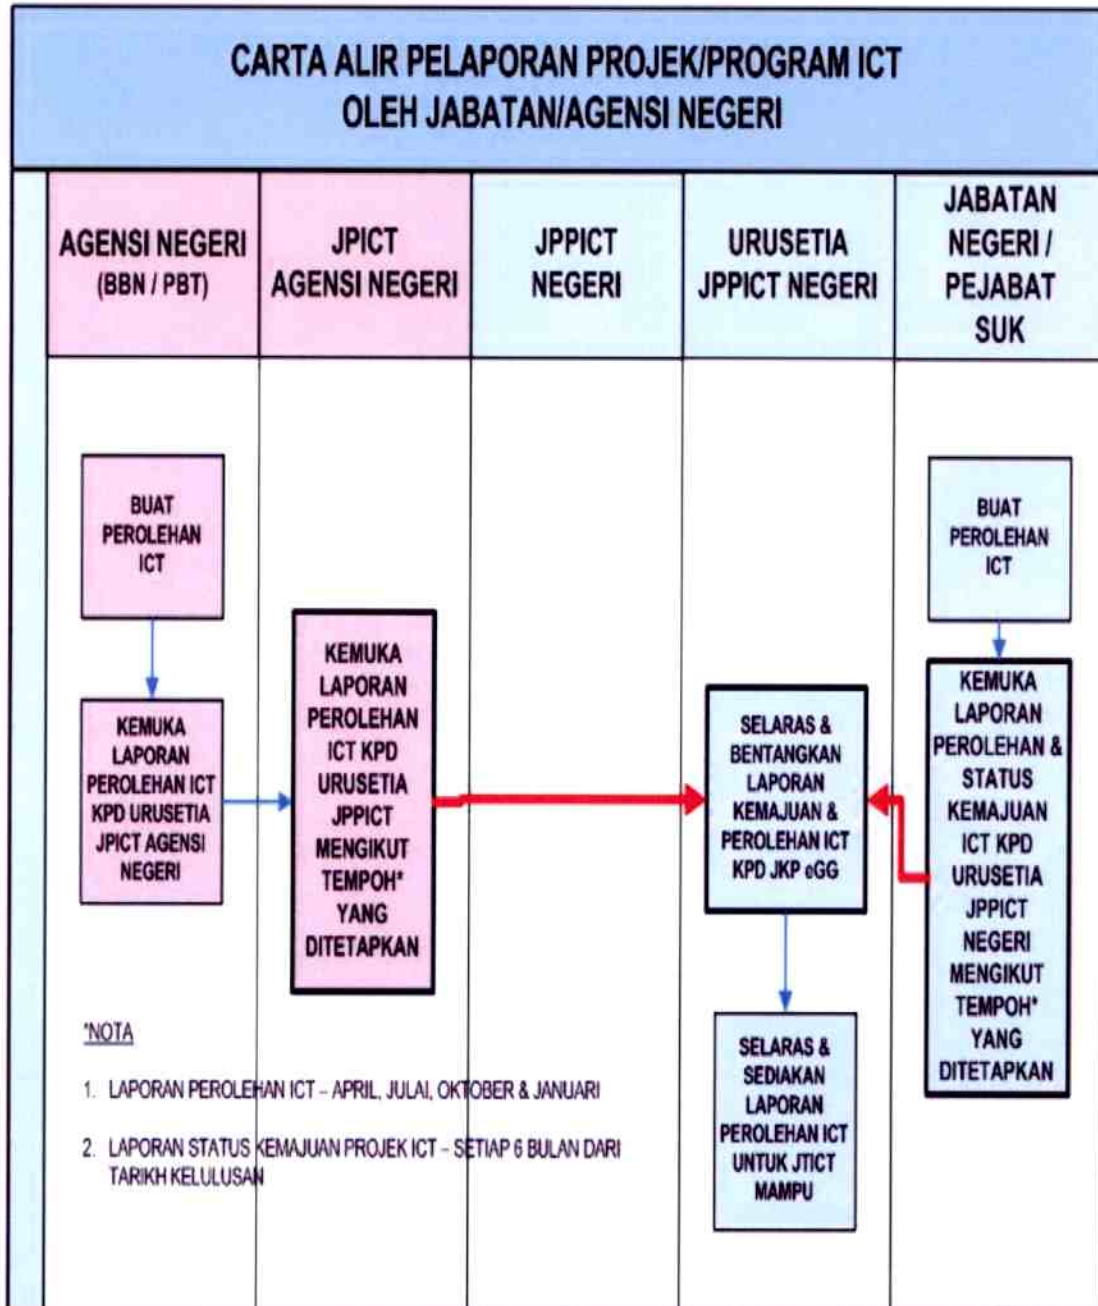 CARTA ALIR PELAPORAN PROJEK/PROGRAM ICT
OLEH JABATAN/AGENSI NEGERI
AGENSI NEGERI
(BBN / PBT)
JPICT
AGENSI NEGERI
JPPICT
NEGERI
URUSETIA
JPPICT NEGERI
JABATAN
NEGERI /
PEJABAT
SUK
BUAT
PEROLEHAN
ICT
KEMUKA
LAPORAN
PEROLEHAN ICT
KPD URUSETIA
JPICT AGENSI
NEGERI
KEMUKA
LAPORAN
PEROLEHAN
ICT KPD
URUSETIA
JPPICT
MENGIKUT
TEMPOH*
YANG
DITETAPKAN
SELARAS &
BENTANGKAN
LAPORAN
KEMAJUAN &
PEROLEHAN ICT
KPD JKP eGG
SELARAS &
SEDIAKAN
LAPORAN
PEROLEHAN ICT
UNTUK JTICT
MAMPU
BUAT
PEROLEHAN
ICT
KEMUKA
LAPORAN
PEROLEHAN &
STATUS
KEMAJUAN
ICT KPD
URUSETIA
JPPICT
NEGERI
MENGIKUT
TEMPOH*
YANG
DITETAPKAN
*NOTA
1. LAPORAN PEROLEHAN ICT – APRIL, JULAI, OKTOBER & JANUARI
2. LAPORAN STATUS KEMAJUAN PROJEK ICT – SETIAP 6 BULAN DARI
TARIKH KELULUSAN